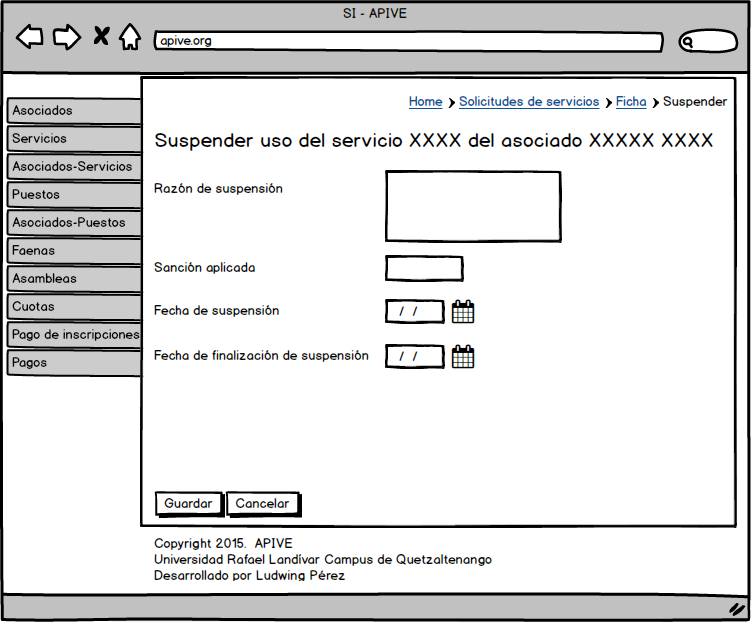 SI - APIVE
apive.org
Home Solicitudes de servicios Ficha Suspender
Asociados
Servicios
Asociados-Servicios
Puestos
Asociados-Puestos
Faenas
Asambleas
Cuotas
Pago de inscripciones
Pagos
Suspender uso del servicio XXXX del asociado XXXXX XXXX
Razón de suspensión
Sanción aplicada
Fecha de suspensión / /
Fecha de finalización de suspensión / /
Guardar Cancelar
Copyright 2015. APIVE
Universidad Rafael Landívar Campus de Quetzaltenango
Desarrollado por Ludwing Pérez